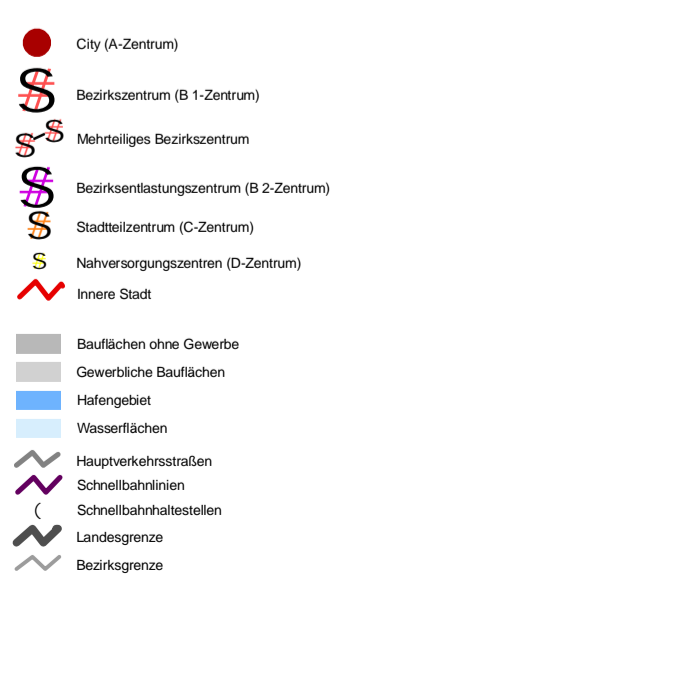 City (A-Zentrum)
S# Bezirkszentrum (B 1-Zentrum)
S# S# Mehrteiliges Bezirkszentrum
S# Bezirksentlastungszentrum (B 2-Zentrum)
S# Stadtteilzentrum (C-Zentrum)
S Nahversorgungszentren (D-Zentrum)
Innere Stadt
Bauflächen ohne Gewerbe
Gewerbliche Bauflächen
Hafengebiet
Wasserflächen
Hauptverkehrsstraßen
Schnellbahnlinien
( Schnellbahnhaltestellen
Landesgrenze
Bezirksgrenze